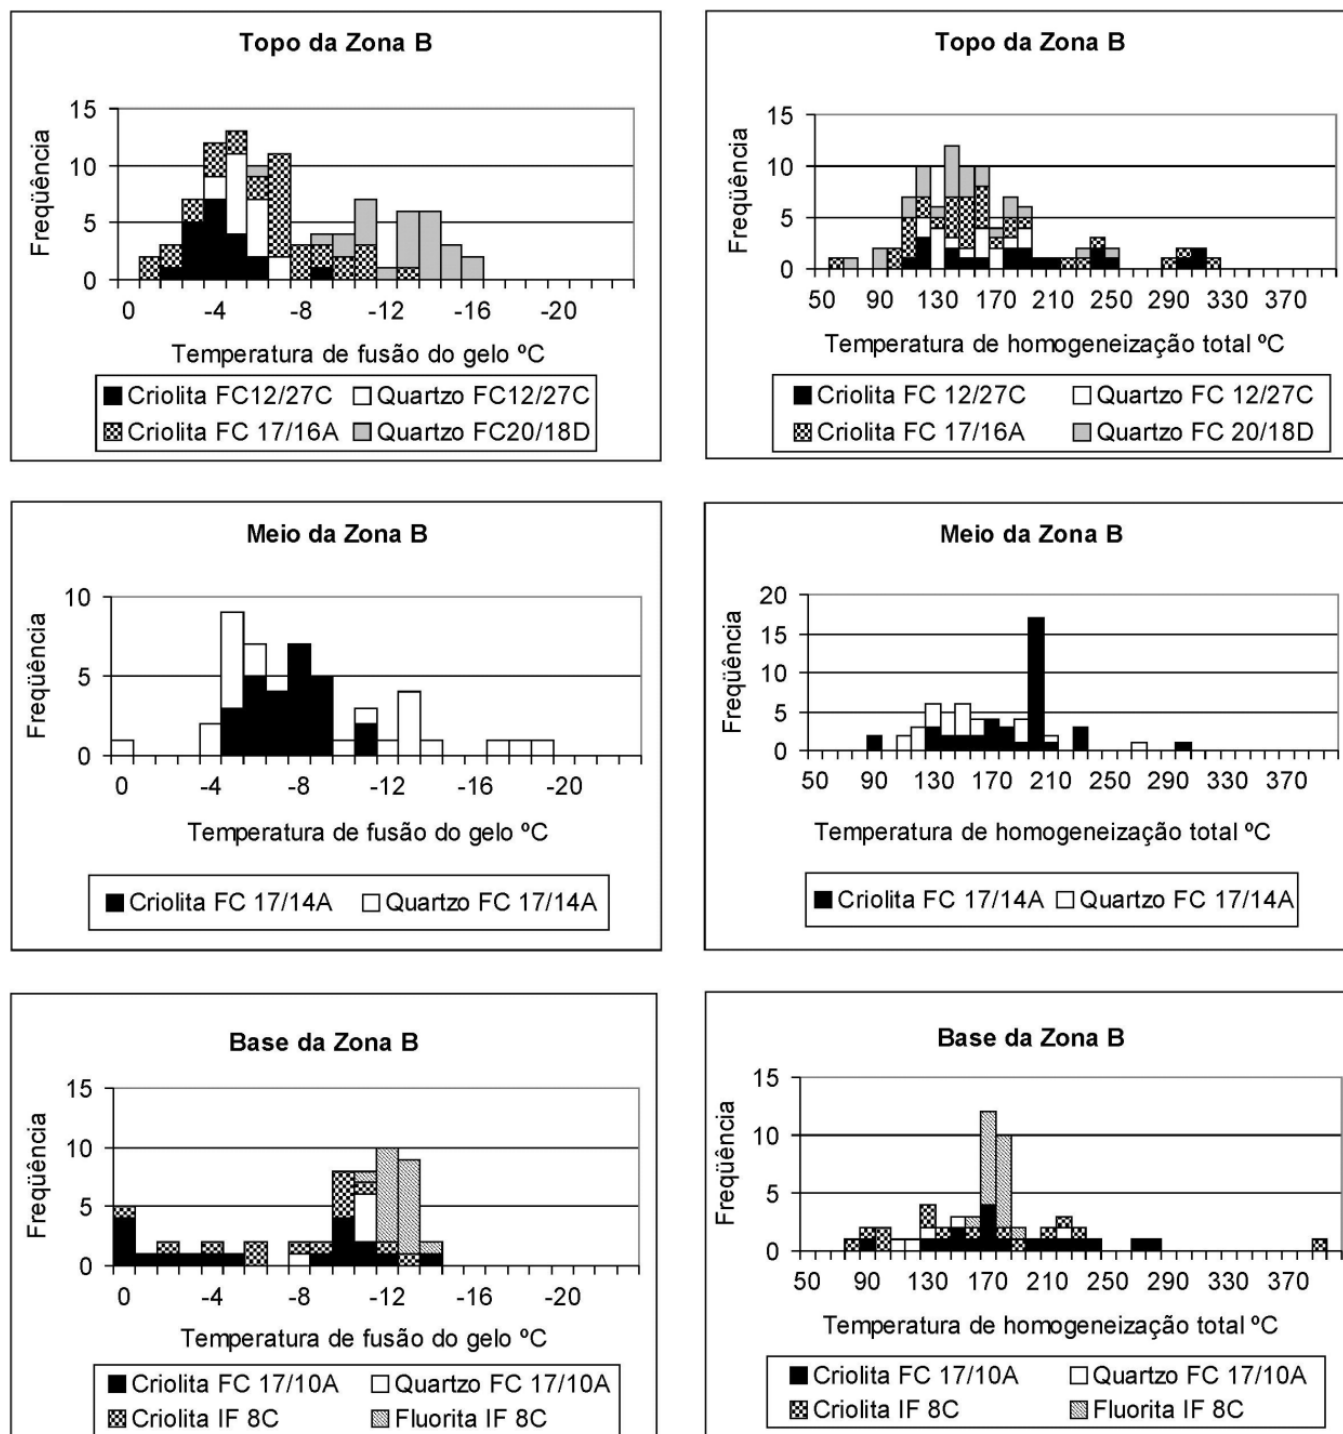 Topo da Zona B
Freqüência
15
10
5
0
0 -4 -8 -12 -16 -20
Temperatura de fusão do gelo ºC
Criolita FC12/27C Quartzo FC12/27C
Criolita FC 17/16A Quartzo FC20/18D
Topo da Zona B
Freqüência
15
10
5
0
50 90 130 170 210 250 290 330 370
Temperatura de homogeneização total ºC
Criolita FC 12/27C Quartzo FC 12/27C
Criolita FC 17/16A Quartzo FC 20/18D
Meio da Zona B
Freqüência
10
5
0
0 -4 -8 -12 -16 -20
Temperatura de fusão do gelo ºC
Criolita FC 17/14A Quartzo FC 17/14A
Meio da Zona B
Freqüência
20
15
10
5
0
50 90 130 170 210 250 290 330 370
Temperatura de homogeneização total ºC
Criolita FC 17/14A Quartzo FC 17/14A
Base da Zona B
Freqüência
15
10
5
0
0 -4 -8 -12 -16 -20
Temperatura de fusão do gelo ºC
Criolita FC 17/10A Quartzo FC 17/10A
Criolita IF 8C Fluorita IF 8C
Base da Zona B
Freqüência
15
10
5
0
50 90 130 170 210 250 290 330 370
Temperatura de homogeneização total ºC
Criolita FC 17/10A Quartzo FC 17/10A
Criolita IF 8C Fluorita IF 8C